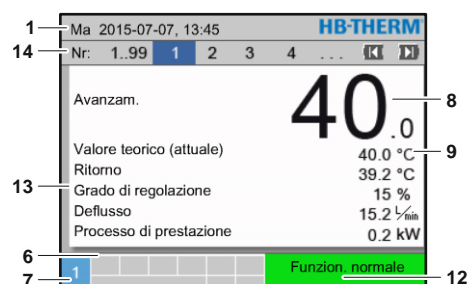 1 Ma 2015-07-07, 13:45 HB-THERM
14 Nr: 1..99 1 2 3 4 ...
Avanzam. 40.0 8
Valore teorico (attuale) 40.0 °C 9
Ritorno 39.2 °C
13 Grado di regolazione 15 %
Deflusso 15.2 L/min
Processo di prestazione 0.2 kW
6
7 1 Funzion. normale 12